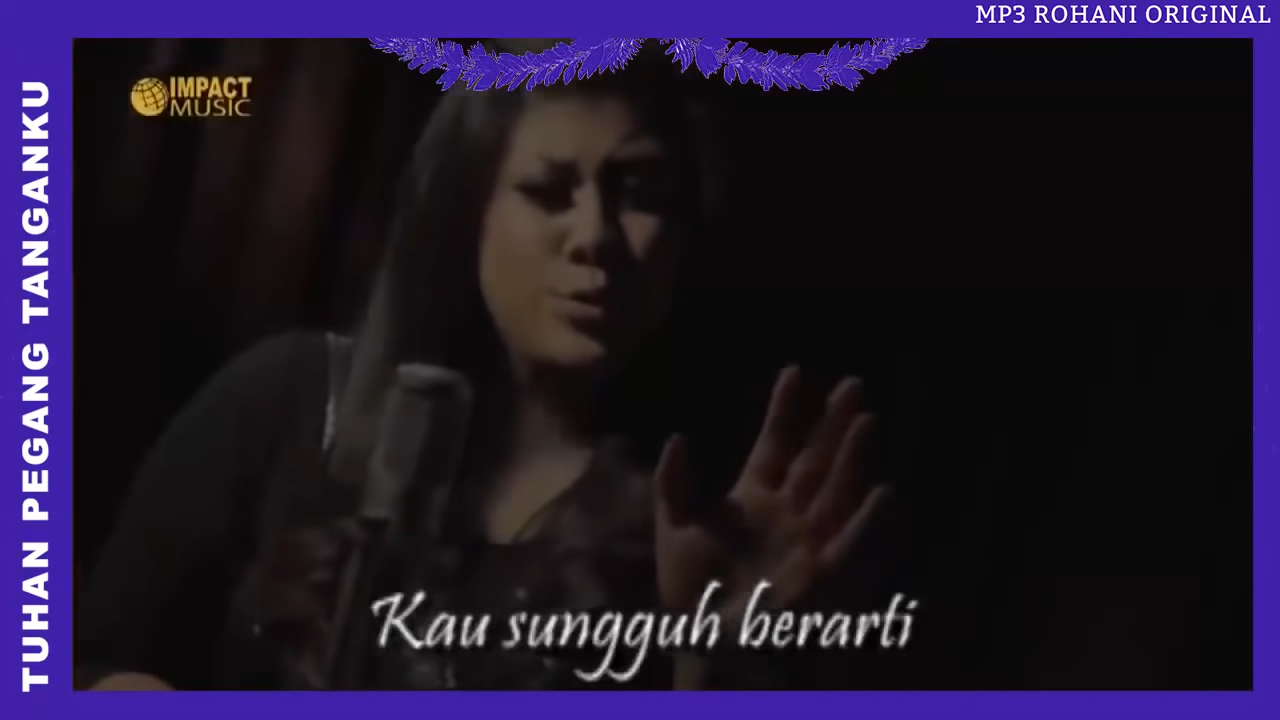 MP3 ROHANI ORIGINAL
IMPACT
MUSIC
TUHAN PEGANG TANGANKU
Kau sungguh berarti